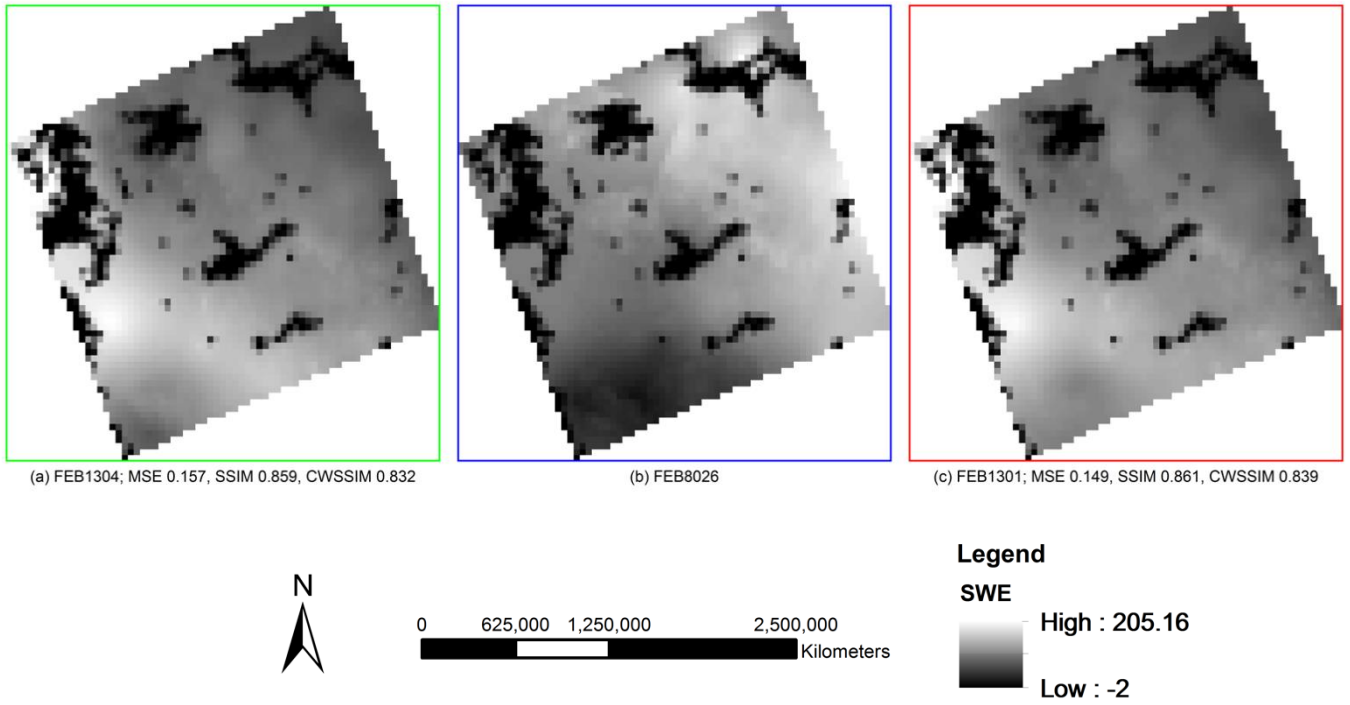 (a) FEB1304; MSE 0.157, SSIM 0.859, CWSSIM 0.832
(b) FEB8026
(c) FEB1301; MSE 0.149, SSIM 0.861, CWSSIM 0.839
N
0 625,000 1,250,000 2,500,000
Kilometers
Legend
SWE
High : 205.16
Low : -2